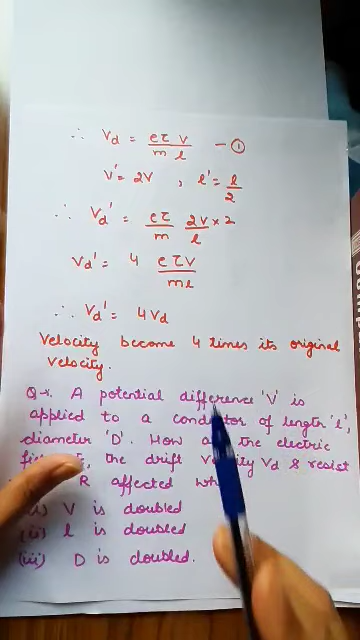 ∴ Vd = eτ/m V/l — ①
V' = 2V , l' = l/2
∴ Vd' = eτ/m 2V/l × 2
Vd' = 4 eτV/ml
∴ Vd' = 4Vd
Velocity become 4 times its original
velocity.
A potential difference 'V' is
applied to a conductor of length 'l',
diameter 'D'. How are the electric
the drift Velocity Vd & resist
R affected
V is doubled
(ii) l is doubled
(iii) D is doubled.